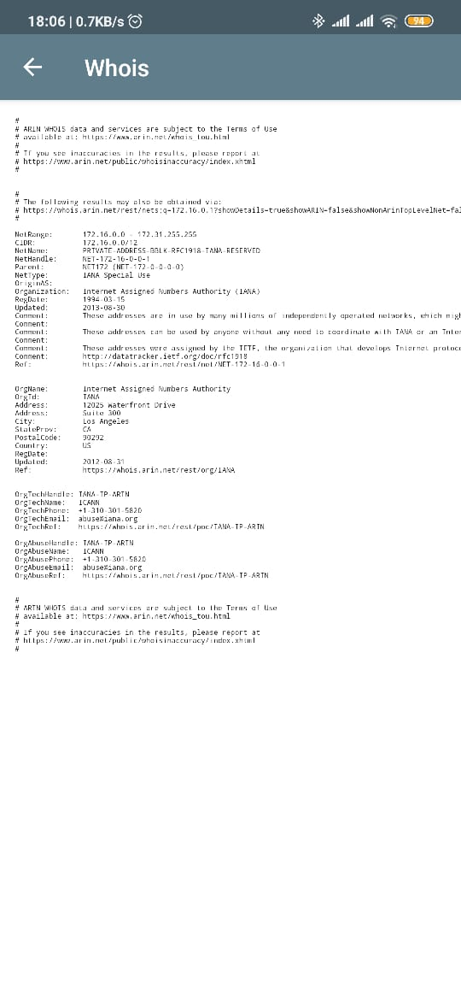 18:06 | 0.7KB/s
94
Whois
#
# ARIN WHOIS data and services are subject to the Terms of Use
# available at: https://www.arin.net/whois_tou.html
#
# If you see inaccuracies in the results, please report at
# https://www.arin.net/public/whoisinaccuracy/index.xhtml
#
#
# The following results may also be obtained via:
# https://whois.arin.net/rest/nets;q=172.16.0.1?showDetails=true&showARIN=false&showNonArinTopLevelNet=fal
#
NetRange: 172.16.0.0 - 172.31.255.255
CIDR: 172.16.0.0/12
NetName: PRIVATE-ADDRESS-BBLK-RFC1918-IANA-RESERVED
NetHandle: NET-172-16-0-0-1
Parent: NET172 (NET-172-0-0-0-0)
NetType: IANA Special Use
OriginAS:
Organization: Internet Assigned Numbers Authority (IANA)
RegDate: 1994-03-15
Updated: 2013-08-30
Comment: These addresses are in use by many millions of independently operated networks, which migh
Comment:
Comment: These addresses can be used by anyone without any need to coordinate with IANA or an Inter
Comment:
Comment: These addresses were assigned by the IETF, the organization that develops Internet protoco
Comment: http://datatracker.ietf.org/doc/rfc1918
Ref: https://whois.arin.net/rest/net/NET-172-16-0-0-1
OrgName: Internet Assigned Numbers Authority
OrgId: IANA
Address: 12025 Waterfront Drive
Address: Suite 300
City: Los Angeles
StateProv: CA
PostalCode: 90292
Country: US
RegDate:
Updated: 2012-08-31
Ref: https://whois.arin.net/rest/org/IANA
OrgTechHandle: IANA-IP-ARIN
OrgTechName: ICANN
OrgTechPhone: +1-310-301-5820
OrgTechEmail: abuse@iana.org
OrgTechRef: https://whois.arin.net/rest/poc/IANA-IP-ARIN
OrgAbuseHandle: IANA-IP-ARIN
OrgAbuseName: ICANN
OrgAbusePhone: +1-310-301-5820
OrgAbuseEmail: abuse@iana.org
OrgAbuseRef: https://whois.arin.net/rest/poc/IANA-IP-ARIN
#
# ARIN WHOIS data and services are subject to the Terms of Use
# available at: https://www.arin.net/whois_tou.html
#
# If you see inaccuracies in the results, please report at
# https://www.arin.net/public/whoisinaccuracy/index.xhtml
#